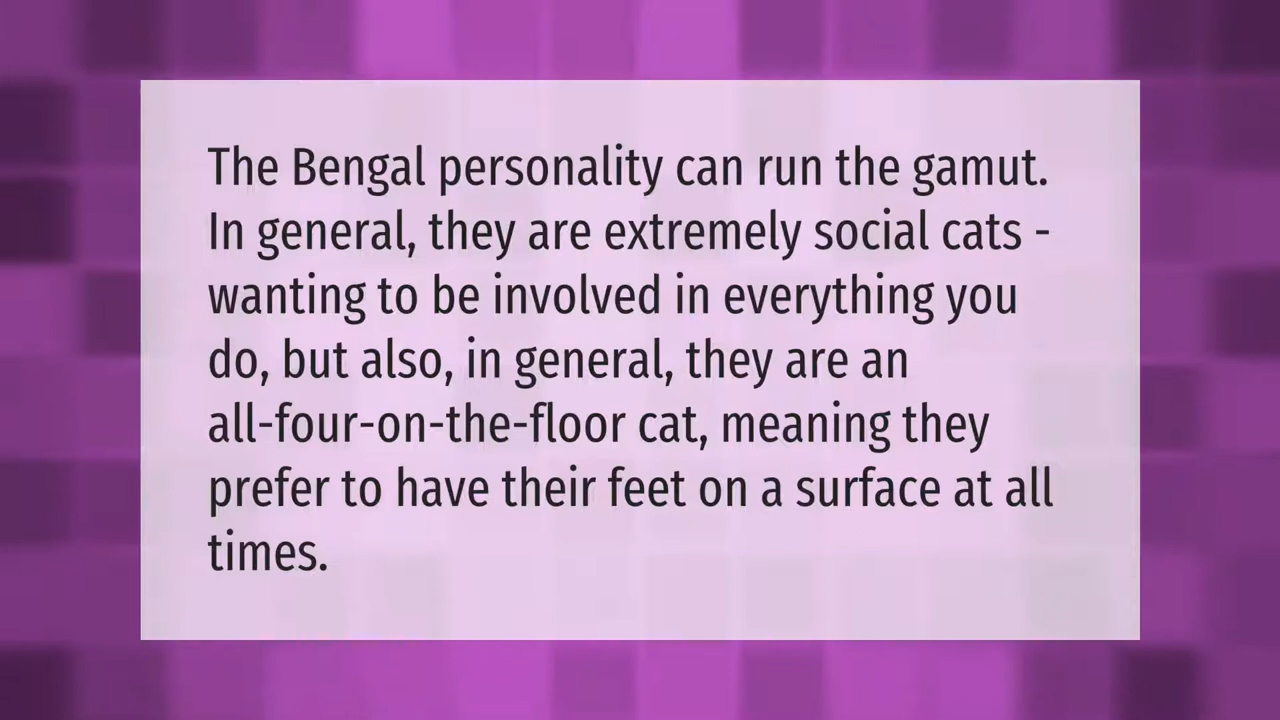 The Bengal personality can run the gamut.
In general, they are extremely social cats -
wanting to be involved in everything you
do, but also, in general, they are an
all-four-on-the-floor cat, meaning they
prefer to have their feet on a surface at all
times.